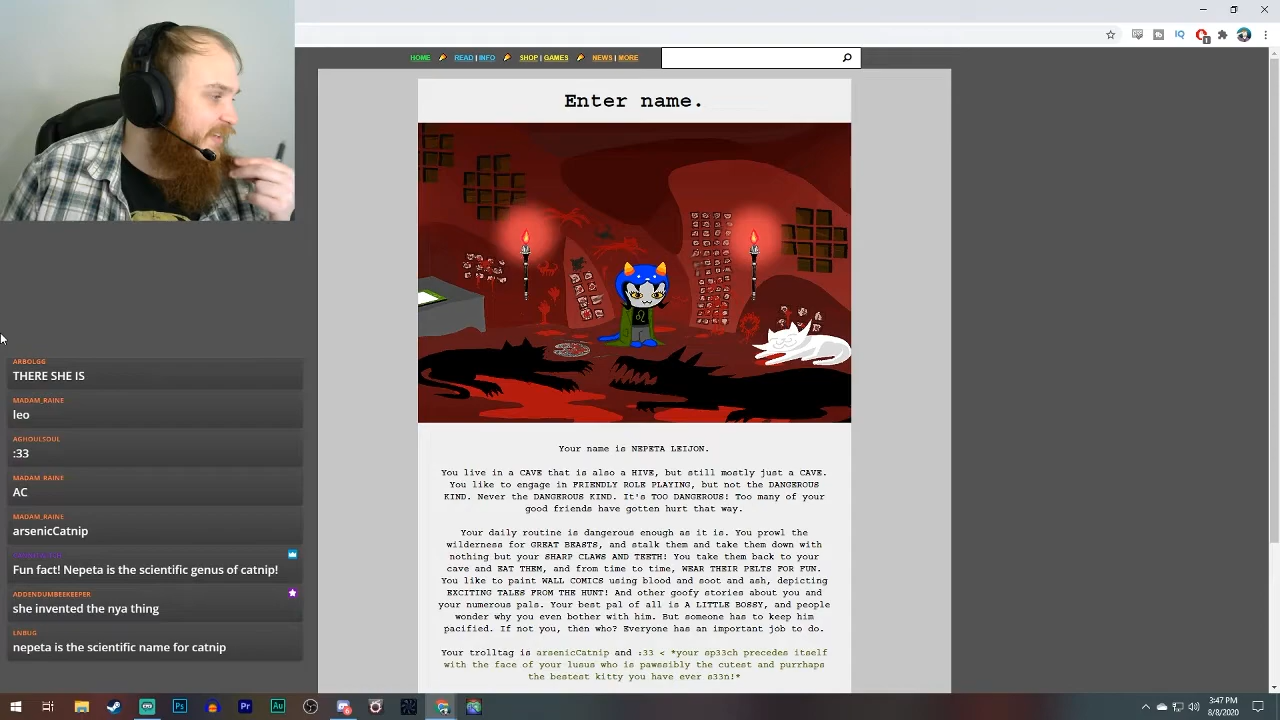 HOME READ | INFO SHOP | GAMES NEWS | MORE
Enter name.
Your name is NEPETA LEIJON.
You live in a CAVE that is also a HIVE, but still mostly just a CAVE.
You like to engage in FRIENDLY ROLE PLAYING, but not the DANGEROUS
KIND. Never the DANGEROUS KIND. It's TOO DANGEROUS! Too many of your
good friends have gotten hurt that way.
Your daily routine is dangerous enough as it is. You prowl the
wilderness for GREAT BEASTS, and stalk them and take them down with
nothing but your SHARP CLAWS AND TEETH! You take them back to your
cave and EAT THEM, and from time to time, WEAR THEIR PELTS FOR FUN.
You like to paint WALL COMICS using blood and soot and ash, depicting
EXCITING TALES FROM THE HUNT! And other goofy stories about you and
your numerous pals. Your best pal of all is A LITTLE BOSSY, and people
wonder why you even bother with him. But someone has to keep him
pacified. If not you, then who? Everyone has an important job to do.
Your trolltag is arsenicCatnip and :33 < *your sp33ch precedes itself
with the face of your lusus who is pawssibly the cutest and purrhaps
the bestest kitty you have ever s33n!*
ARBOLGG
THERE SHE IS
MADAM_RAINE
leo
AGHOULSOUL
:33
MADAM_RAINE
AC
MADAM_RAINE
arsenicCatnip
Fun fact! Nepeta is the scientific genus of catnip!
ADDENDUMBEEKEEPER
she invented the nya thing
LNBUG
nepeta is the scientific name for catnip
IQ
1
Ps
Pr
Au
3:47 PM
8/8/2020